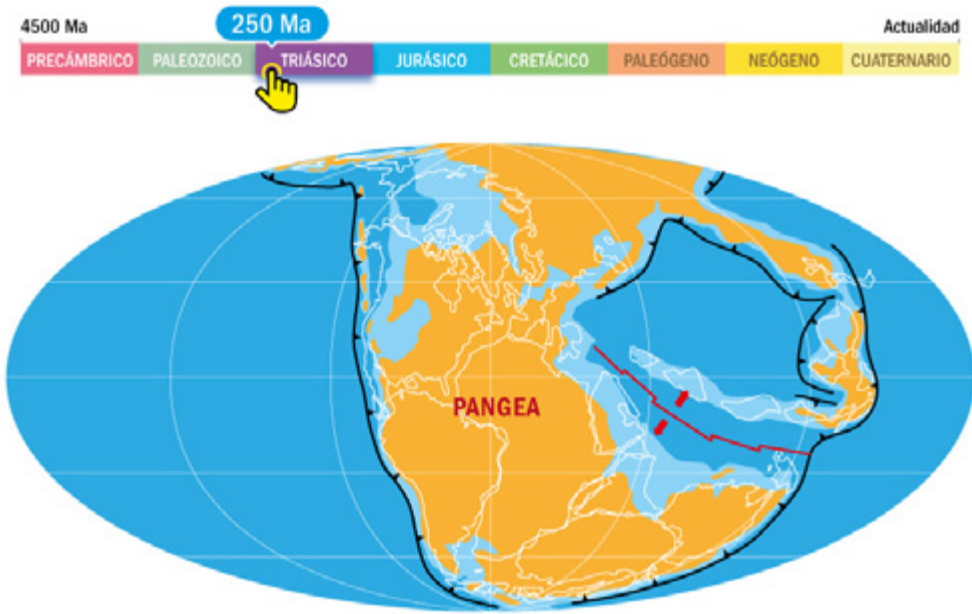 4500 Ma
250 Ma
Actualidad
PRECÁMBRICO PALEOZOICO TRIÁSICO JURÁSICO CRETÁCICO PALEÓGENO NEÓGENO CUATERNARIO
PANGEA